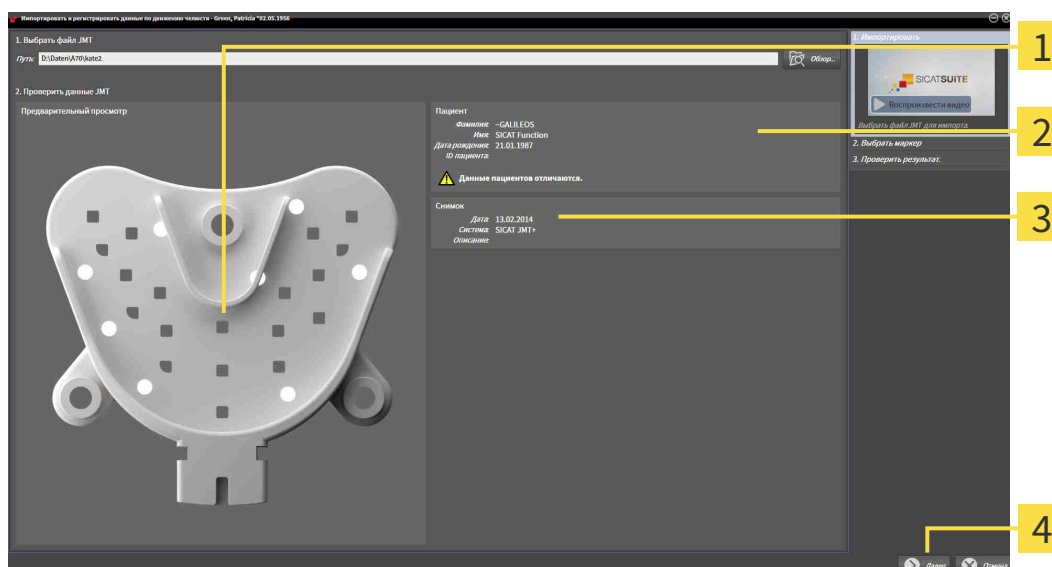 Импортировать и регистрировать данные по движению челюсти - Green, Patricia *02.05.1956
1. Выбрать файл JMT
Путь: D:\Daten\A70\kate2
Обзор..
2. Проверить данные JMT
Предварительный просмотр
Пациент
Фамилия: ~GALILEOS
Имя: SICAT Function
Дата рождения: 21.01.1987
ID пациента:
Данные пациентов отличаются.
Снимок
Дата: 13.02.2014
Система: SICAT JMT+
Описание:
1. Импортировать
SICATSUITE
Воспроизвести видео
Выбрать файл JMT для импорта.
2. Выбрать маркер
3. Проверить результат.
Далее
Отмена
1
2
3
4